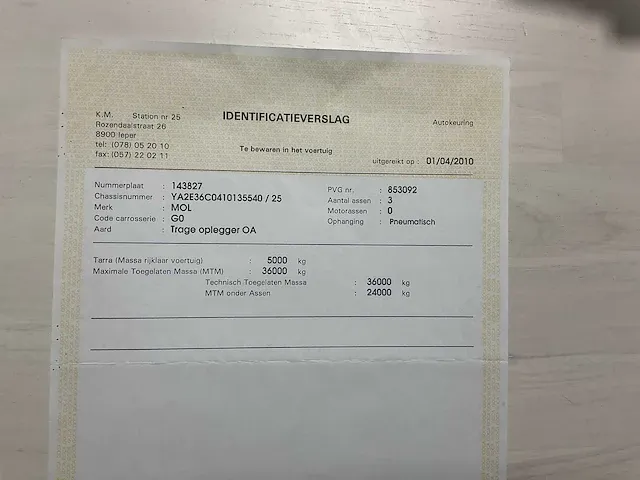 K.M. Station nr 25
Rozendaalstraat 26
8900 Ieper
tel: (078) 05 20 10
fax: (057) 22 02 11
IDENTIFICATIEVERSLAG
Te bewaren in het voertuig
Autokeuring
uitgereikt op : 01/04/2010
Nummerplaat : 143827
Chassisnummer : YA2E36C0410135540 / 25
Merk : MOL
Code carrosserie : G0
Aard : Trage oplegger OA
PVG nr. : 853092
Aantal assen : 3
Motorassen : 0
Ophanging : Pneumatisch
Tarra (Massa rijklaar voertuig) : 5000 kg
Maximale Toegelaten Massa (MTM) : 36000 kg
Technisch Toegelaten Massa : 36000 kg
MTM onder Assen : 24000 kg